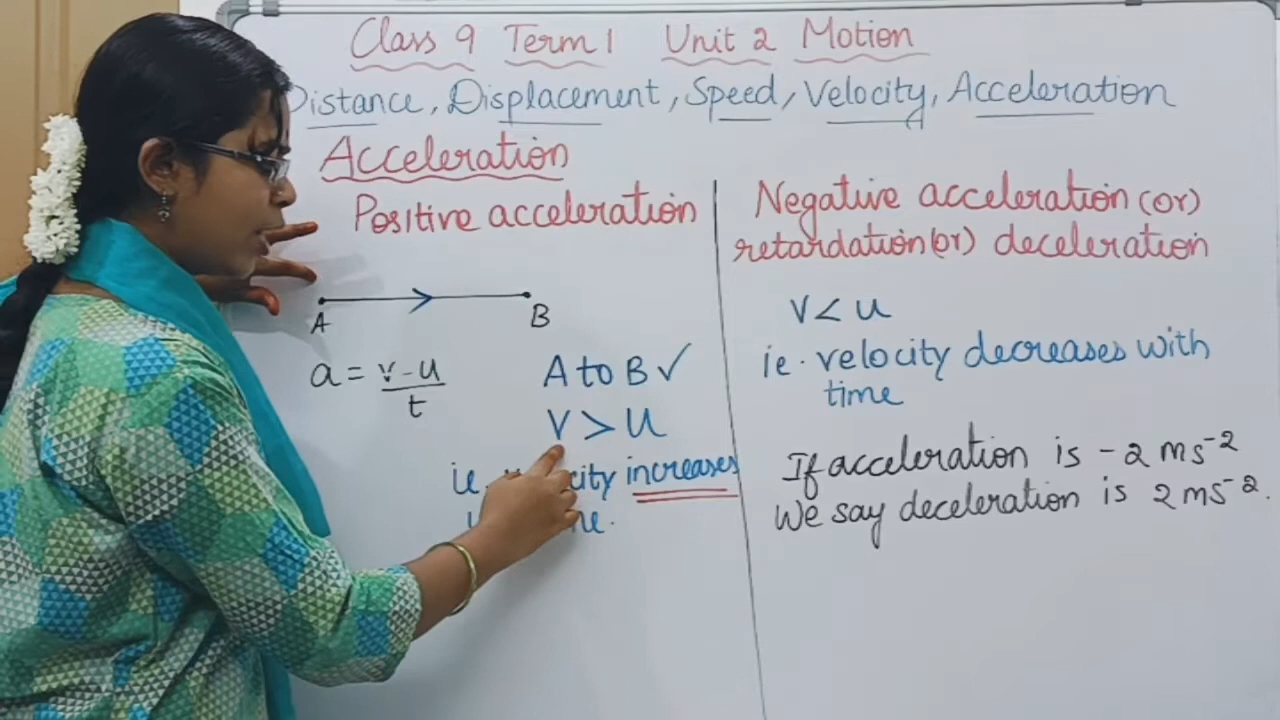 Class 9 Term 1 Unit 2 Motion
Distance, Displacement, Speed, Velocity, Acceleration
Acceleration
Positive acceleration
A B
a = v - u / t
A to B ✓
V > U
ie. increases
Negative acceleration (or)
retardation (or) deceleration
V < u
ie. velocity decreases with
time
If acceleration is -2 ms⁻²
We say deceleration is 2 ms⁻².